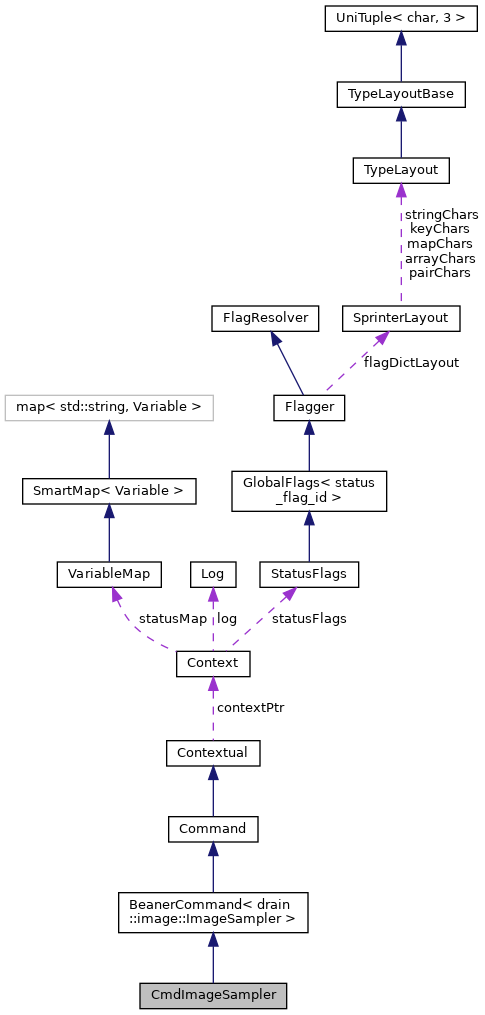 UniTuple< char, 3 >
TypeLayoutBase
TypeLayout
stringChars
keyChars
mapChars
arrayChars
pairChars
FlagResolver
SprinterLayout
flagDictLayout
map< std::string, Variable >
Flagger
SmartMap< Variable >
GlobalFlags< status
_flag_id >
VariableMap
Log
StatusFlags
statusMap
log
statusFlags
Context
contextPtr
Contextual
Command
BeanerCommand< drain
::image::ImageSampler >
CmdImageSampler